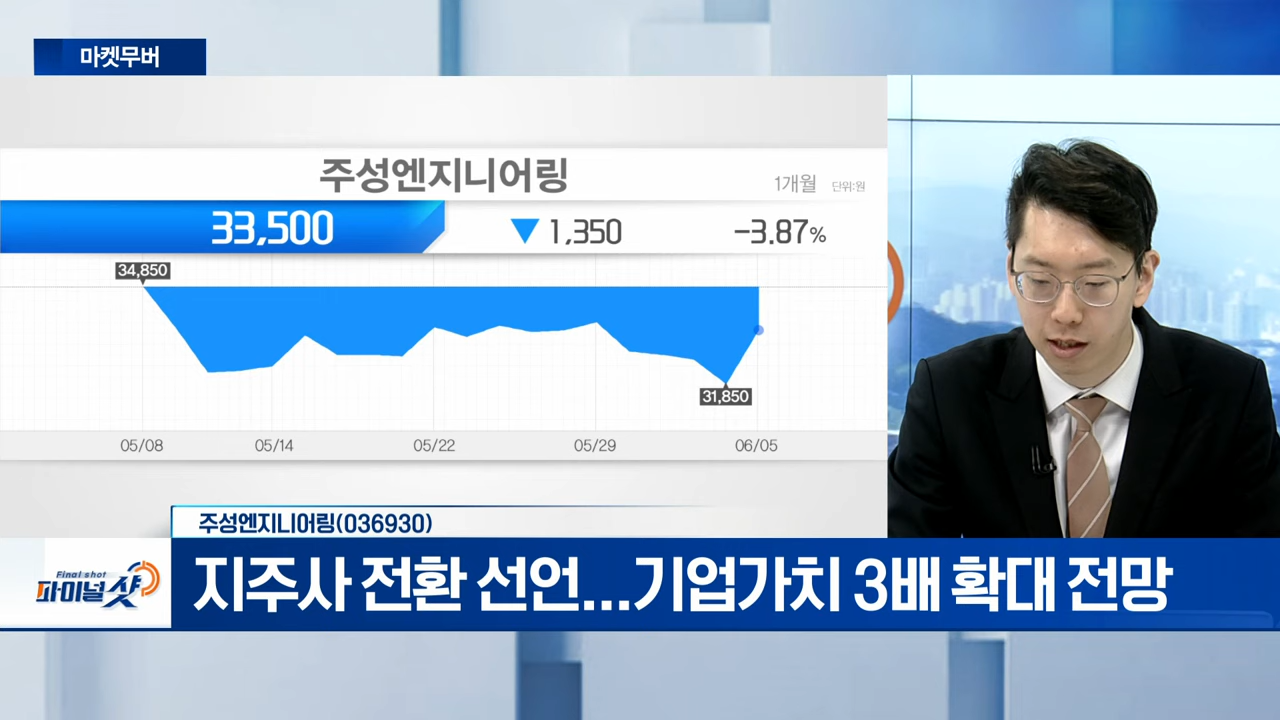 마켓무버
주성엔지니어링
1개월 단위:원
33,500 ▼ 1,350 -3.87%
34,850
31,850
05/08 05/14 05/22 05/29 06/05
주성엔지니어링(036930)
Final shot
파이널샷
지주사 전환 선언...기업가치 3배 확대 전망